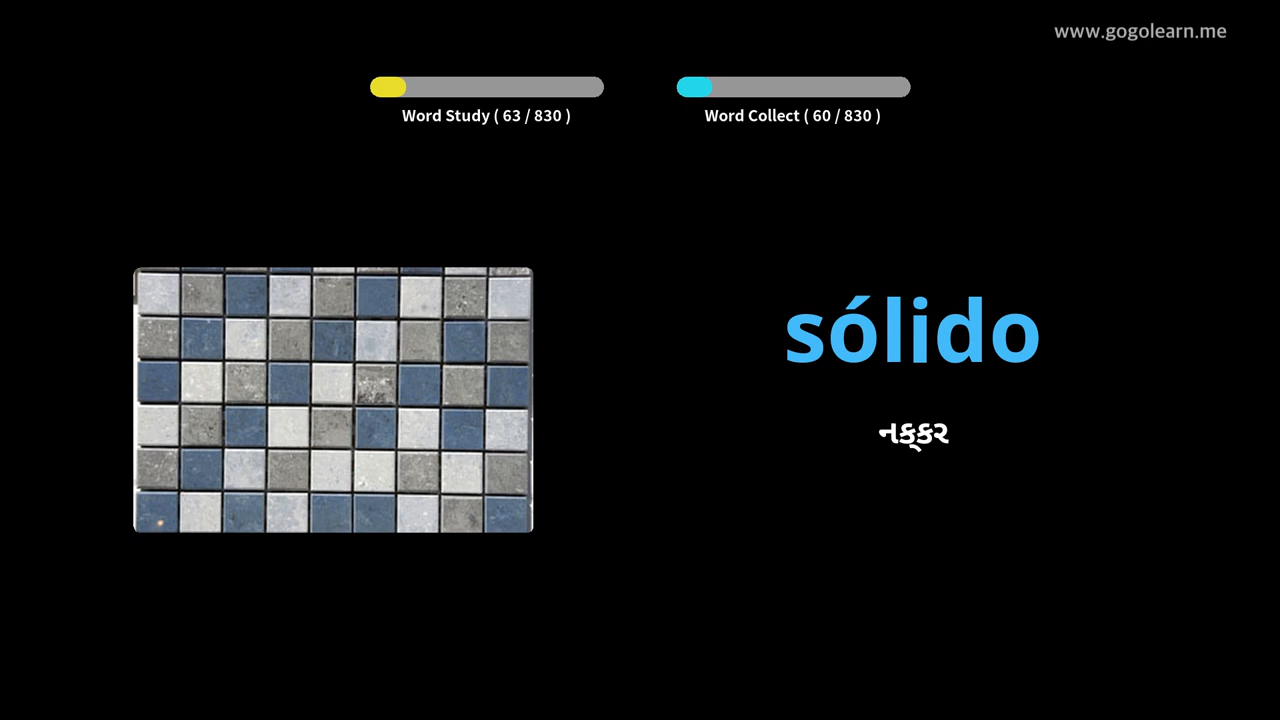 www.gogolearn.me
Word Study ( 63 / 830 )
Word Collect ( 60 / 830 )
sólido
નક્કર